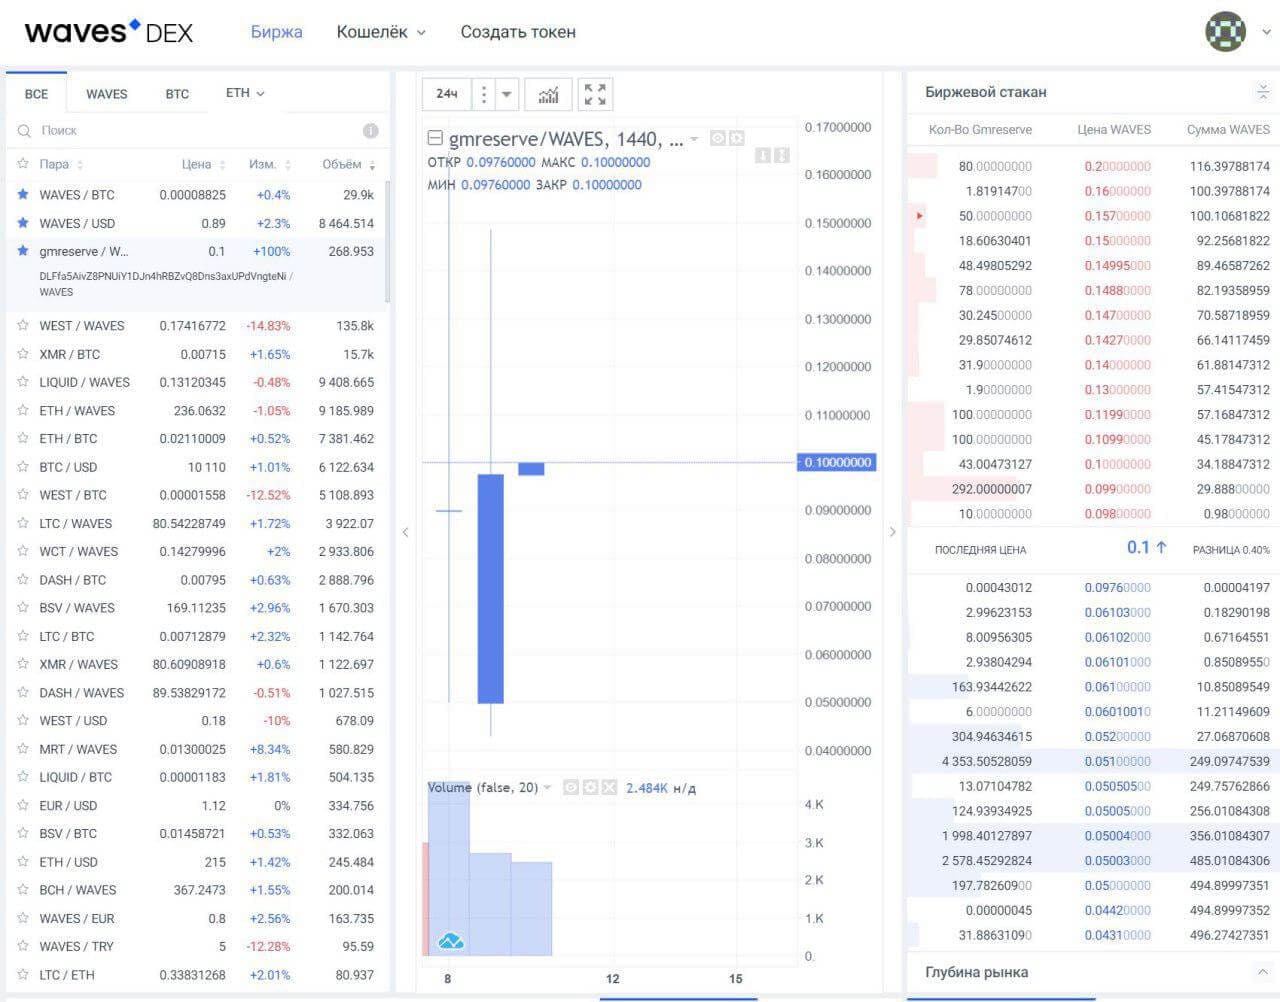 waves DEX Биржа Кошелёк Создать токен
ВСЕ WAVES BTC ETH
Поиск
Пара Цена Изм. Объём
WAVES / BTC 0.00008825 +0.4% 29.9k
WAVES / USD 0.89 +2.3% 8 464.514
gmreserve / W... 0.1 +100% 268.953
DLFfa5AivZ8PNUiY1DJn4hRBZvQ8Dns3axUPdVngteNi /
WAVES
WEST / WAVES 0.17416772 -14.83% 135.8k
XMR / BTC 0.00715 +1.65% 15.7k
LIQUID / WAVES 0.13120345 -0.48% 9 408.665
ETH / WAVES 236.0632 -1.05% 9 185.989
ETH / BTC 0.02110009 +0.52% 7 381.462
BTC / USD 10 110 +1.01% 6 122.634
WEST / BTC 0.00001558 -12.52% 5 108.893
LTC / WAVES 80.54228749 +1.72% 3 922.07
WCT / WAVES 0.14279996 +2% 2 933.806
DASH / BTC 0.00795 +0.63% 2 888.796
BSV / WAVES 169.11235 +2.96% 1 670.303
LTC / BTC 0.00712879 +2.32% 1 142.764
XMR / WAVES 80.60908918 +0.6% 1 122.697
DASH / WAVES 89.53829172 -0.51% 1 027.515
WEST / USD 0.18 -10% 678.09
MRT / WAVES 0.01300025 +8.34% 580.829
LIQUID / BTC 0.00001183 +1.81% 504.135
EUR / USD 1.12 0% 334.756
BSV / BTC 0.01458721 +0.53% 332.063
ETH / USD 215 +1.42% 245.484
BCH / WAVES 367.2473 +1.55% 200.014
WAVES / EUR 0.8 +2.56% 163.735
WAVES / TRY 5 -12.28% 95.59
LTC / ETH 0.33831268 +2.01% 80.937
24ч
gmreserve/WAVES, 1440, ...
ОТКР 0.09760000 МАКС 0.10000000
МИН 0.09760000 ЗАКР 0.10000000
0.17000000
0.16000000
0.15000000
0.14000000
0.13000000
0.12000000
0.11000000
0.10000000
0.09000000
0.08000000
0.07000000
0.06000000
0.05000000
0.04000000
Volume (false, 20) 2.484K н/д
4.K
3.K
2.K
1.K
0.
8 12 15
Биржевой стакан
Кол-Во Gmreserve Цена WAVES Сумма WAVES
80.00000000 0.20000000 116.39788174
1.81914700 0.16000000 100.39788174
50.00000000 0.15700000 100.10681822
18.60630401 0.15000000 92.25681822
48.49805292 0.14995000 89.46587262
78.00000000 0.14880000 82.19358959
30.24500000 0.14700000 70.58718959
29.85074612 0.14270000 66.14117459
31.90000000 0.14000000 61.88147312
1.90000000 0.13000000 57.41547312
100.00000000 0.11990000 57.16847312
100.00000000 0.10990000 45.17847312
43.00473127 0.10000000 34.18847312
292.00000007 0.09900000 29.88800000
10.00000000 0.09800000 0.98000000
ПОСЛЕДНЯЯ ЦЕНА 0.1 ↑ РАЗНИЦА 0.40%
0.00043012 0.09760000 0.00004197
2.99623153 0.06103000 0.18290198
8.00956305 0.06102000 0.67164551
2.93804294 0.06101000 0.85089550
163.93442622 0.06100000 10.85089549
6.00000000 0.06010010 11.21149609
304.94634615 0.05200000 27.06870608
4 353.50528059 0.05100000 249.09747539
13.07104782 0.05050500 249.75762866
124.93934925 0.05005000 256.01084308
1 998.40127897 0.05004000 356.01084307
2 578.45292824 0.05003000 485.01084306
197.78260900 0.05000000 494.89997351
0.00000045 0.04420000 494.89997352
31.88631090 0.04310000 496.27427351
Глубина рынка